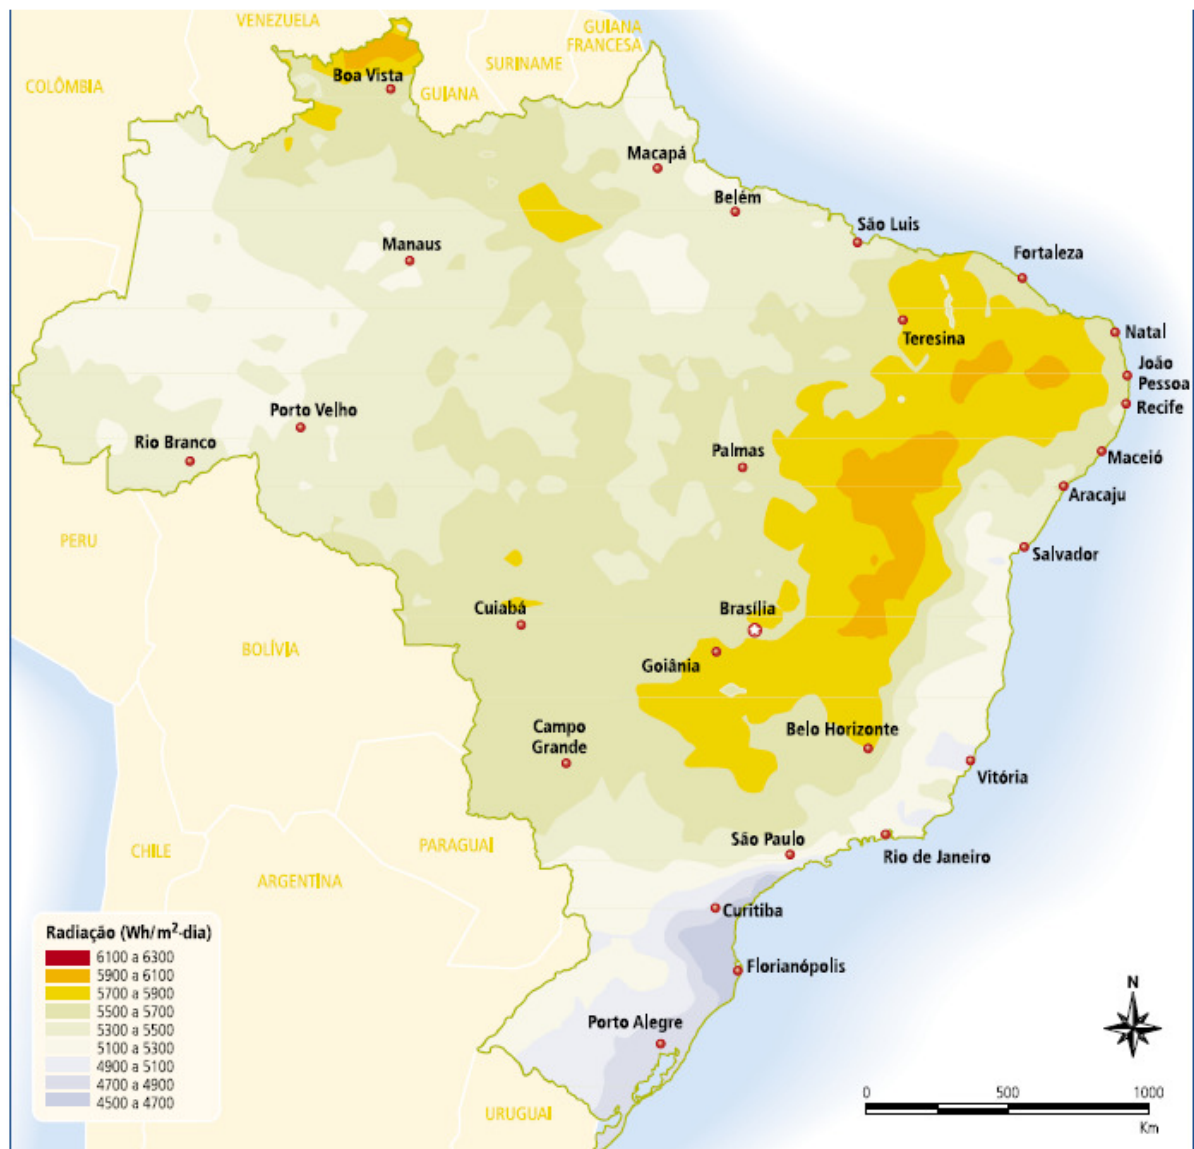 VENEZUELA
GUIANA
FRANCESA
SURINAME
COLÔMBIA
Boa Vista
GUIANA
Macapá
Belém
São Luis
Manaus
Fortaleza
Teresina
Natal
João
Pessoa
Recife
Porto Velho
Rio Branco
Palmas
Maceió
Aracaju
PERU
Salvador
Cuiabá
Brasília
BOLÍVIA
Goiânia
Campo
Grande
Belo Horizonte
Vitória
CHILE
PARAGUAI
São Paulo
Rio de Janeiro
ARGENTINA
Curitiba
Radiação (Wh/m²·dia)
6100 a 6300
5900 a 6100
5700 a 5900
5500 a 5700
5300 a 5500
5100 a 5300
4900 a 5100
4700 a 4900
4500 a 4700
Florianópolis
Porto Alegre
URUGUAI
N
0 500 1000
Km